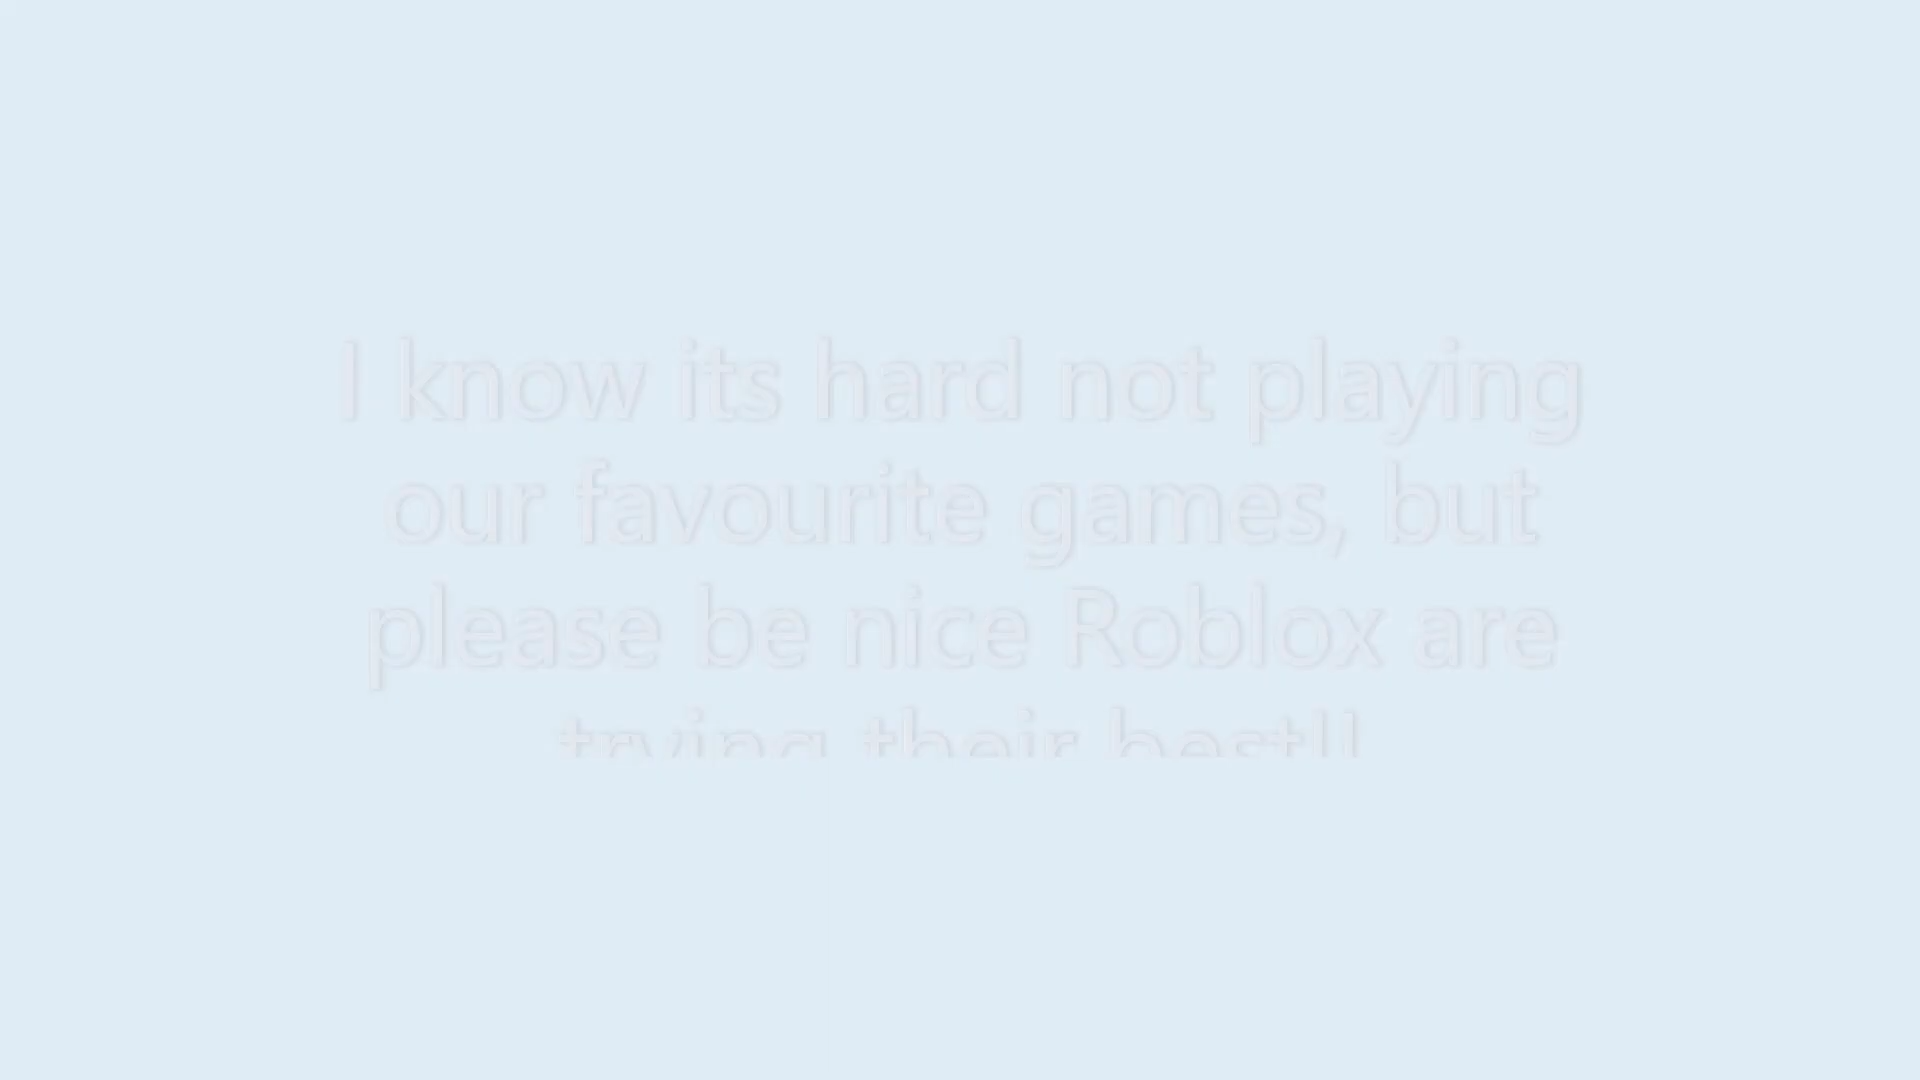 I know its hard not playing
our favourite games, but
please be nice Roblox are
trying their best!!